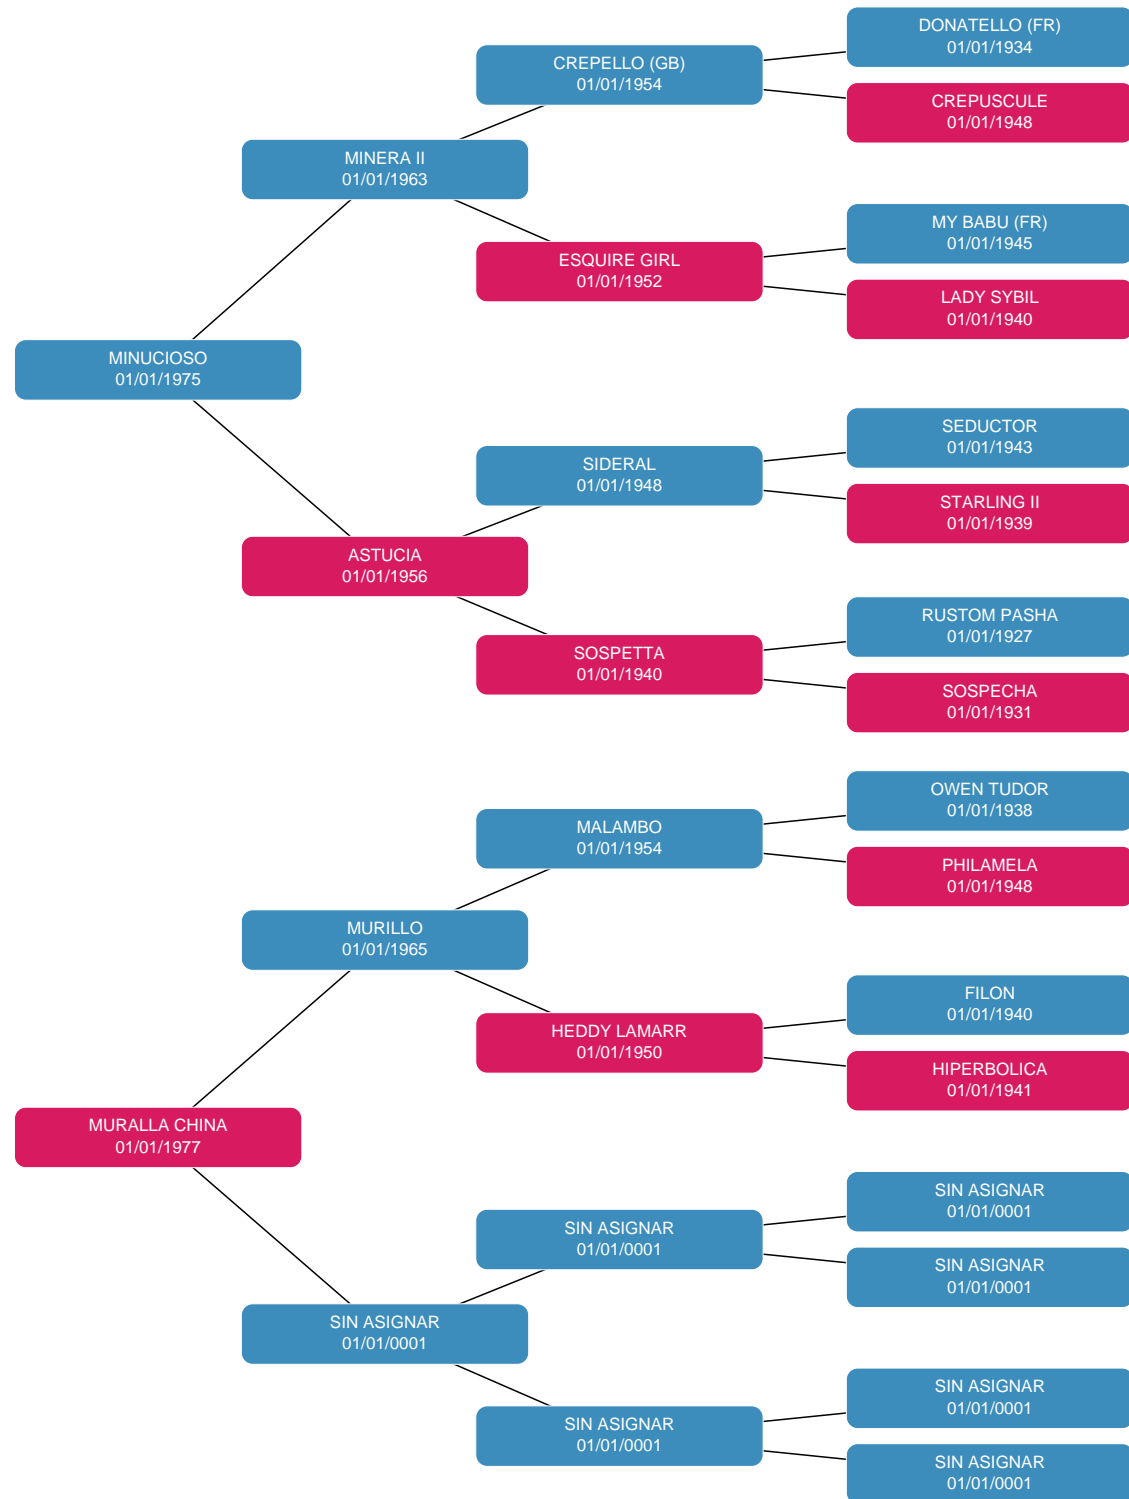 DONATELLO (FR)
01/01/1934
CREPELLO (GB)
01/01/1954
CREPUSCULE
01/01/1948
MINERA II
01/01/1963
MY BABU (FR)
01/01/1945
ESQUIRE GIRL
01/01/1952
LADY SYBIL
01/01/1940
MINUCIOSO
01/01/1975
SEDUCTOR
01/01/1943
SIDERAL
01/01/1948
STARLING II
01/01/1939
ASTUCIA
01/01/1956
RUSTOM PASHA
01/01/1927
SOSPETTA
01/01/1940
SOSPECHA
01/01/1931
OWEN TUDOR
01/01/1938
MALAMBO
01/01/1954
PHILAMELA
01/01/1948
MURILLO
01/01/1965
FILON
01/01/1940
HEDDY LAMARR
01/01/1950
HIPERBOLICA
01/01/1941
MURALLA CHINA
01/01/1977
SIN ASIGNAR
01/01/0001
SIN ASIGNAR
01/01/0001
SIN ASIGNAR
01/01/0001
SIN ASIGNAR
01/01/0001
SIN ASIGNAR
01/01/0001
SIN ASIGNAR
01/01/0001
SIN ASIGNAR
01/01/0001